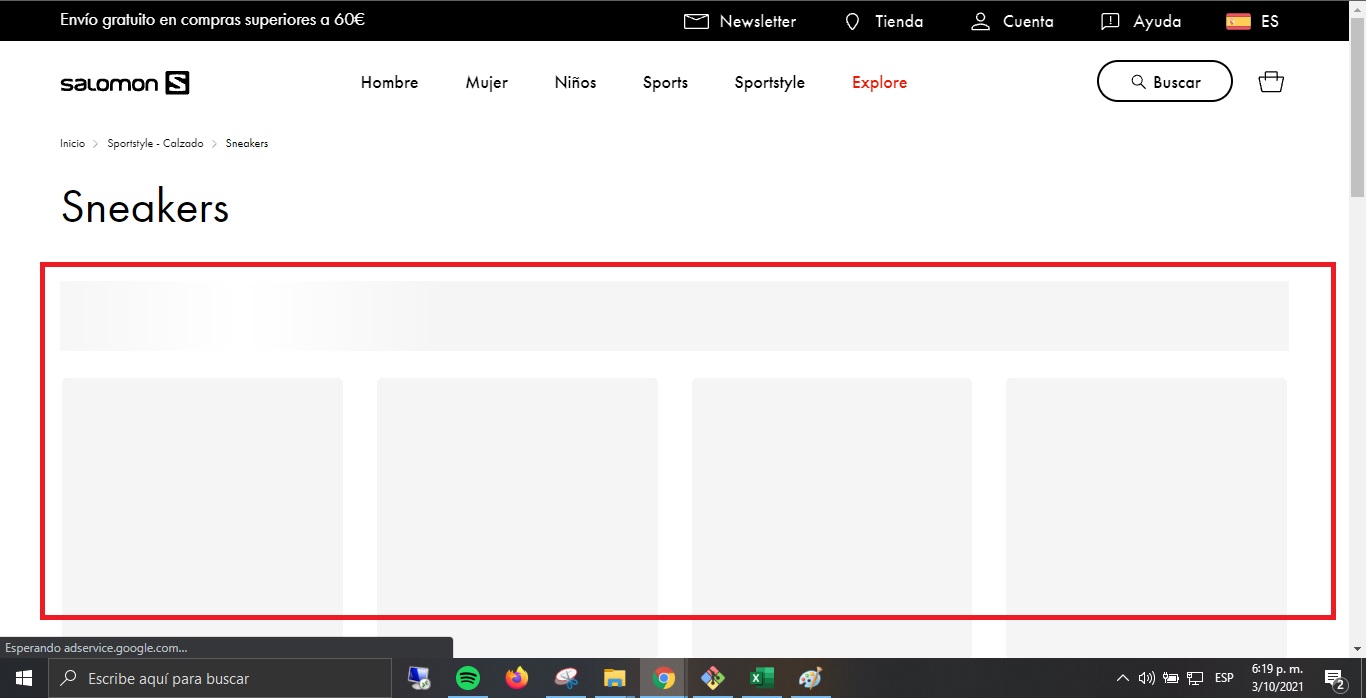 Envío gratuito en compras superiores a 60€
Newsletter
Tienda
Cuenta
Ayuda
ES
salomon S
Hombre
Mujer
Niños
Sports
Sportstyle
Explore
Buscar
Inicio > Sportstyle - Calzado > Sneakers
Sneakers
Esperando adservice.google.com...
Escribe aquí para buscar
ESP
6:19 p. m.
3/10/2021
2